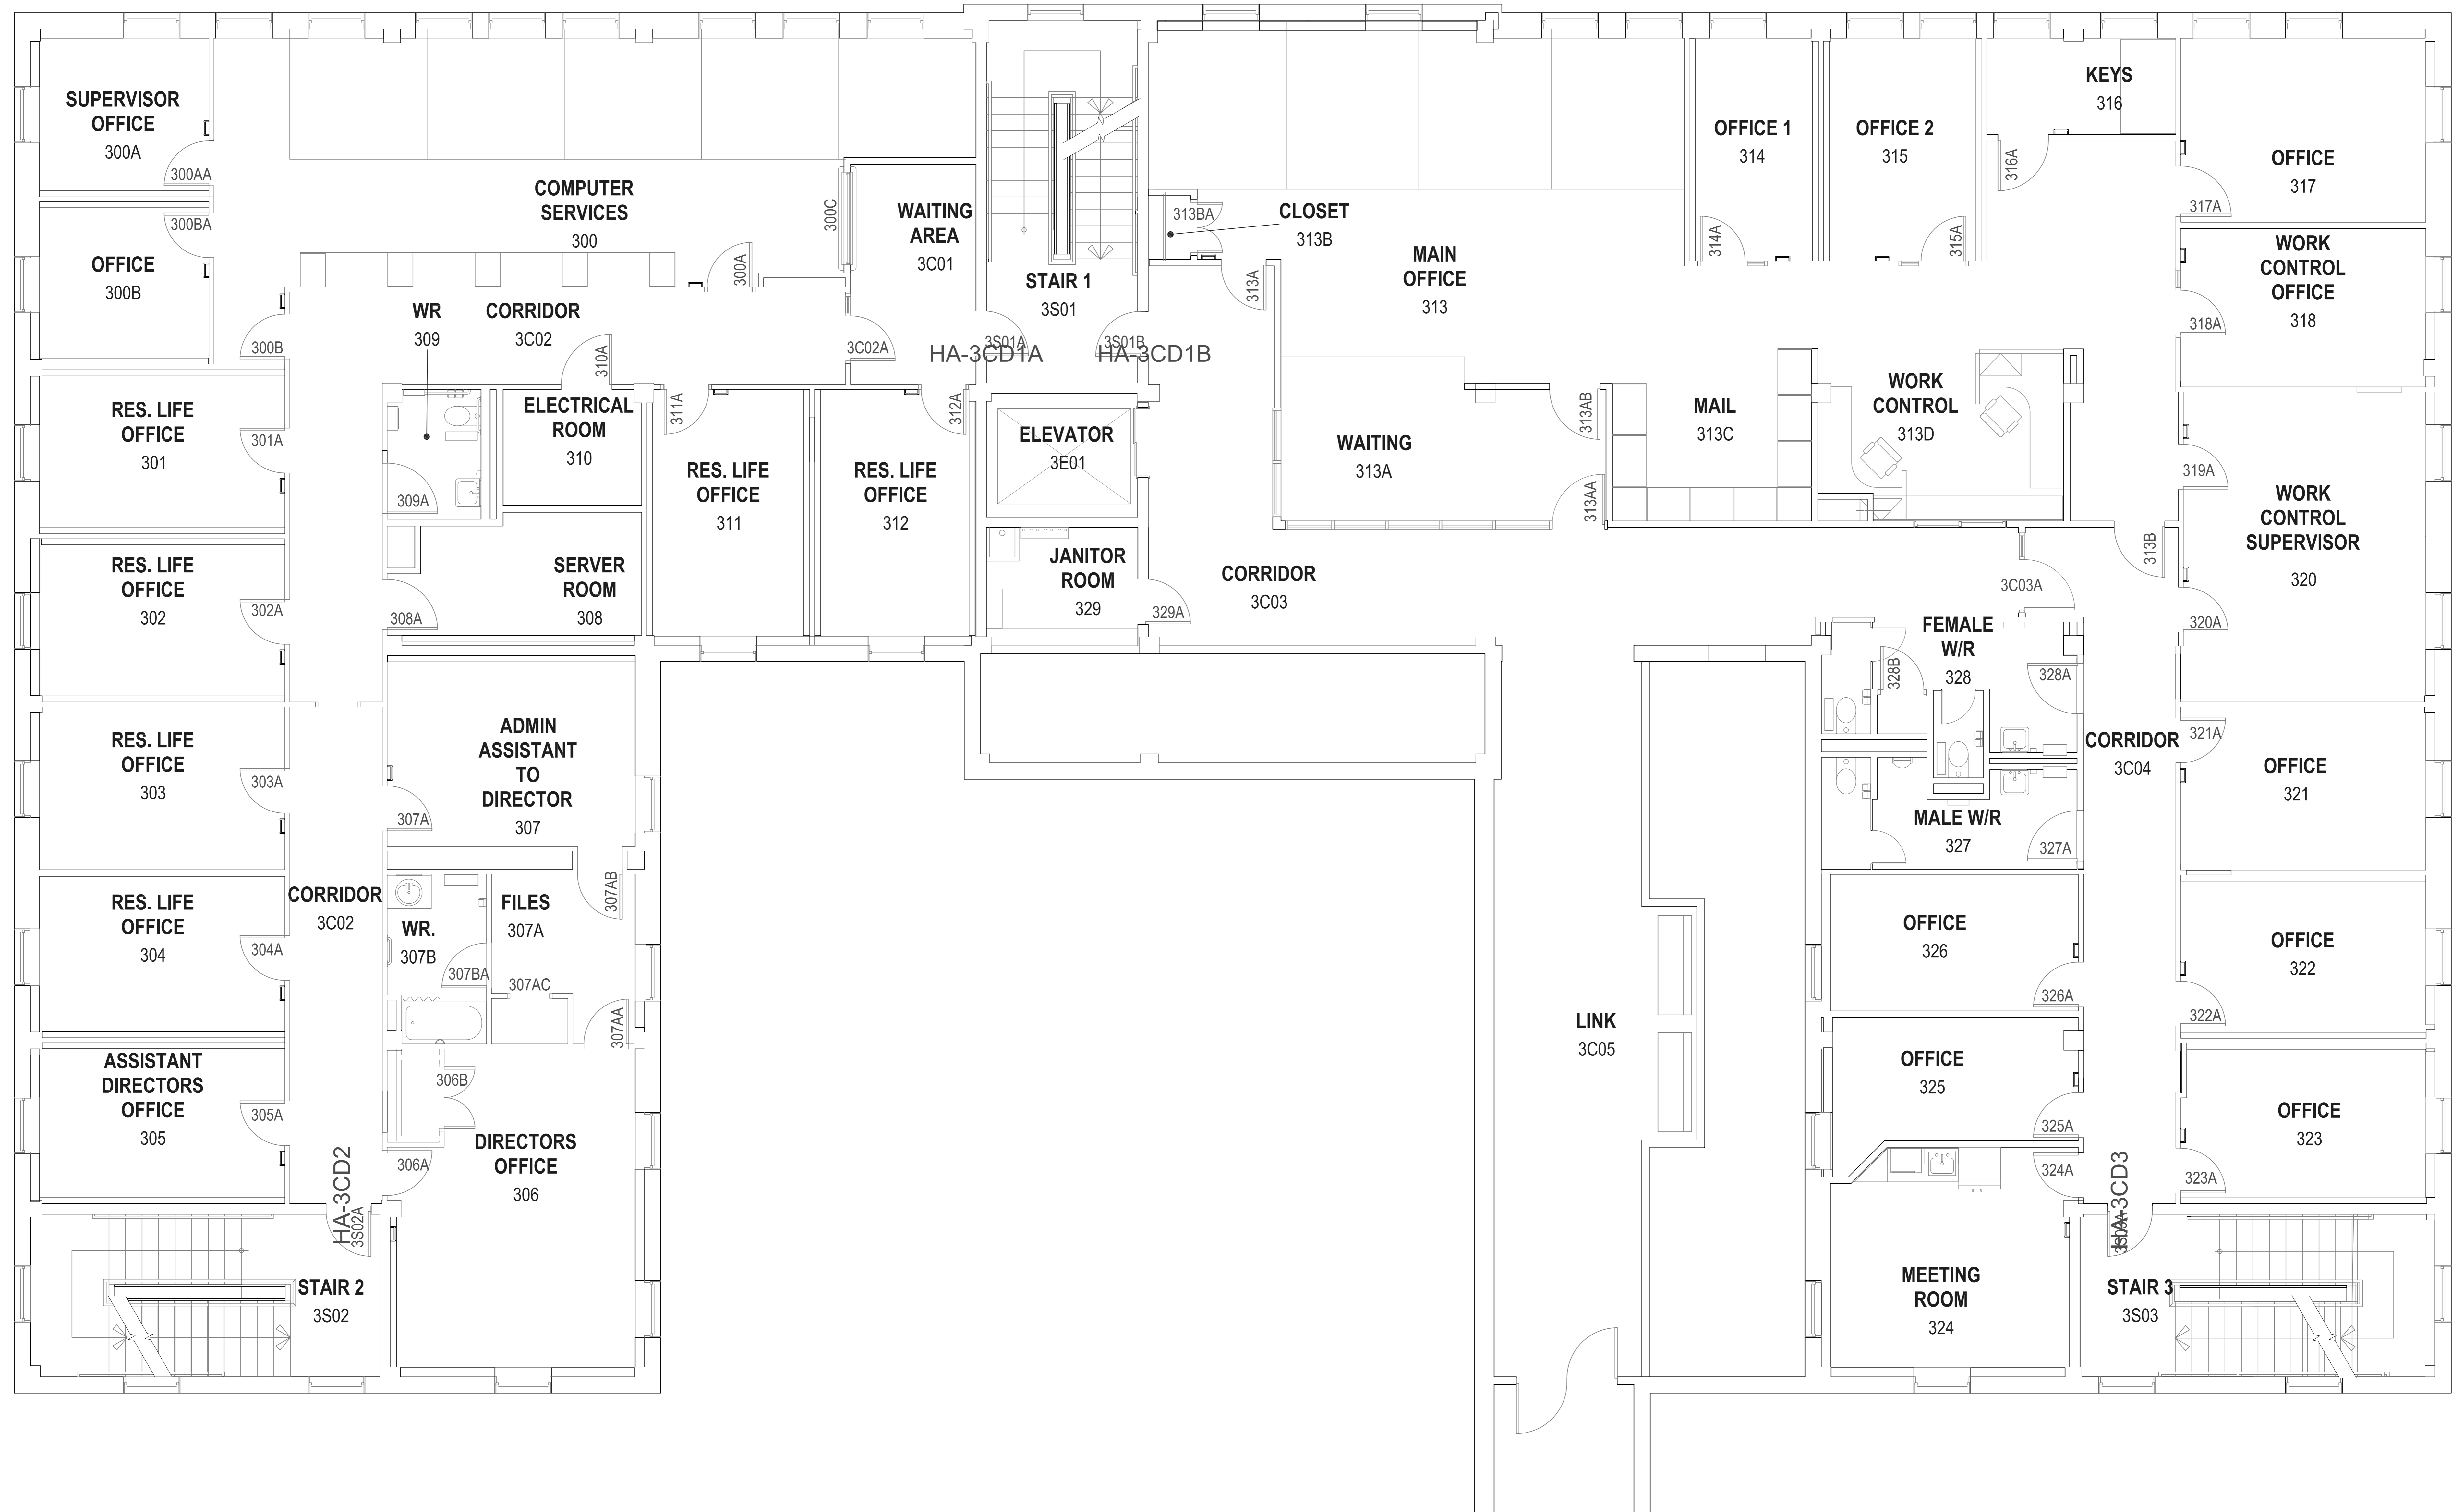 SUPERVISOR
OFFICE
300A
300AA
300BA
OFFICE
300B
300B
COMPUTER
SERVICES
300
300C
300A
WAITING
AREA
3C01
WR
309
CORRIDOR
3C02
310A
3C02A
STAIR 1
3S01
3S01A
3S01B
HA-3CD1A
HA-3CD1B
313BA
CLOSET
313B
313A
MAIN
OFFICE
313
OFFICE 1
314
314A
OFFICE 2
315
315A
KEYS
316
316A
OFFICE
317
317A
WORK
CONTROL
OFFICE
318
318A
RES. LIFE
OFFICE
301
301A
309A
ELECTRICAL
ROOM
310
311A
RES. LIFE
OFFICE
311
312A
RES. LIFE
OFFICE
312
ELEVATOR
3E01
WAITING
313A
313AB
313AA
MAIL
313C
WORK
CONTROL
313D
319A
WORK
CONTROL
SUPERVISOR
320
313B
320A
RES. LIFE
OFFICE
302
302A
308A
SERVER
ROOM
308
JANITOR
ROOM
329
329A
CORRIDOR
3C03
3C03A
FEMALE
W/R
328
328B
328A
RES. LIFE
OFFICE
303
303A
307A
ADMIN
ASSISTANT
TO
DIRECTOR
307
CORRIDOR
3C04
321A
OFFICE
321
MALE W/R
327
327A
RES. LIFE
OFFICE
304
304A
CORRIDOR
3C02
WR.
307B
307BA
FILES
307A
307AB
307AC
307AA
OFFICE
326
326A
OFFICE
322
322A
LINK
3C05
ASSISTANT
DIRECTORS
OFFICE
305
305A
306B
DIRECTORS
OFFICE
306
306A
OFFICE
325
325A
324A
OFFICE
323
323A
HA-3CD2
3S02A
HA-3CD3
3S03A
STAIR 2
3S02
MEETING
ROOM
324
STAIR 3
3S03